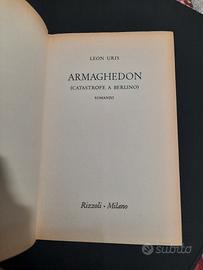 LEON URIS
ARMAGHEDON
(CATASTROFE A BERLINO)
ROMANZO
Rizzoli - Milano
subito